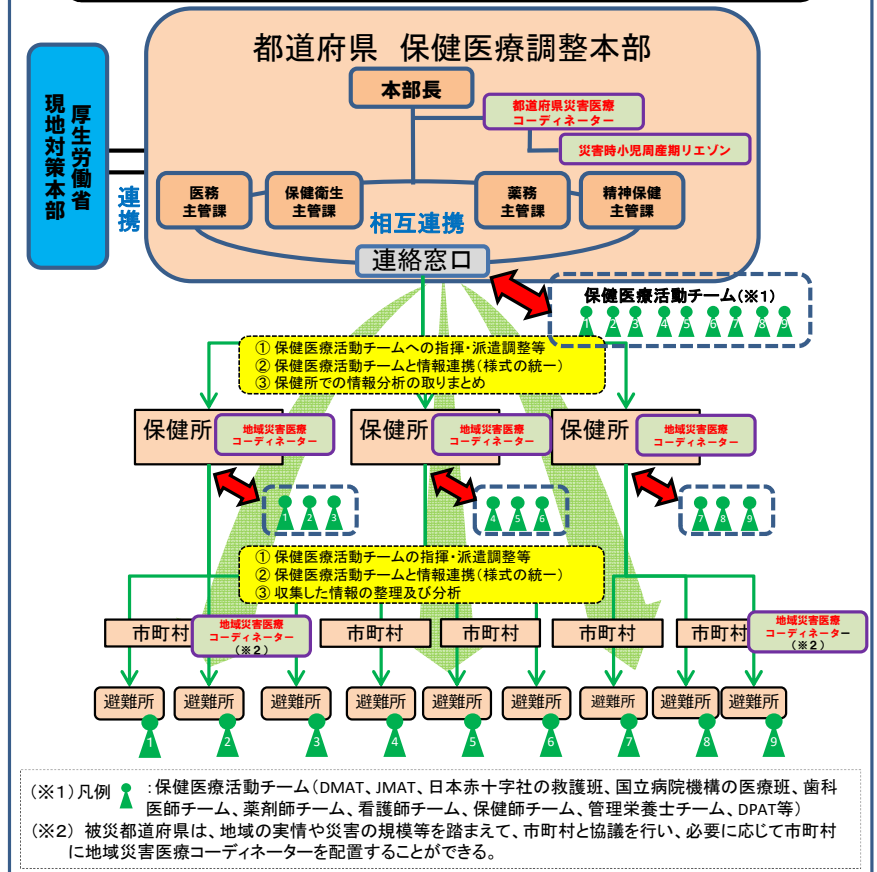 都道府県 保健医療調整本部
厚生労働省
現地対策本部
連携
本部長
都道府県災害医療
コーディネーター
災害時小児周産期リエゾン
医務
主管課
保健衛生
主管課
薬務
主管課
精神保健
主管課
相互連携
連絡窓口
保健医療活動チーム(※1)
1 2 3 4 5 6 7 8 9
① 保健医療活動チームへの指揮・派遣調整等
② 保健医療活動チームと情報連携(様式の統一)
③ 保健所での情報分析の取りまとめ
保健所
地域災害医療
コーディネーター
保健所
地域災害医療
コーディネーター
保健所
地域災害医療
コーディネーター
1 2 3
4 5 6
7 8 9
① 保健医療活動チームの指揮・派遣調整等
② 保健医療活動チームと情報連携(様式の統一)
③ 収集した情報の整理及び分析
市町村
地域災害医療
コーディネーター
(※2)
市町村
市町村
市町村
市町村
地域災害医療
コーディネーター
(※2)
避難所 避難所 避難所 避難所 避難所 避難所 避難所 避難所 避難所
1 2 3 4 5 6 7 8 9
(※1)凡例 :保健医療活動チーム(DMAT、JMAT、日本赤十字社の救護班、国立病院機構の医療班、歯科
医師チーム、薬剤師チーム、看護師チーム、保健師チーム、管理栄養士チーム、DPAT等)
(※2) 被災都道府県は、地域の実情や災害の規模等を踏まえて、市町村と協議を行い、必要に応じて市町村
に地域災害医療コーディネーターを配置することができる。